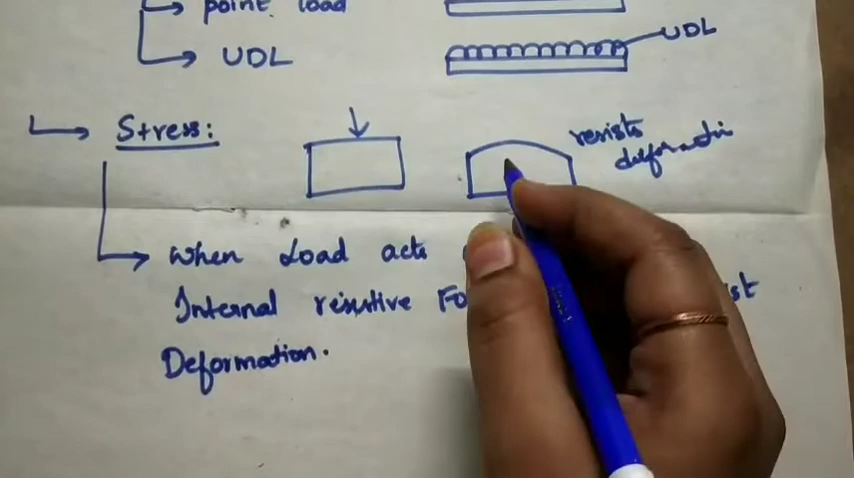 point load
UDL
UDL
Stress:
resists
When Load acts
Internal resistive Fo
Deformation.